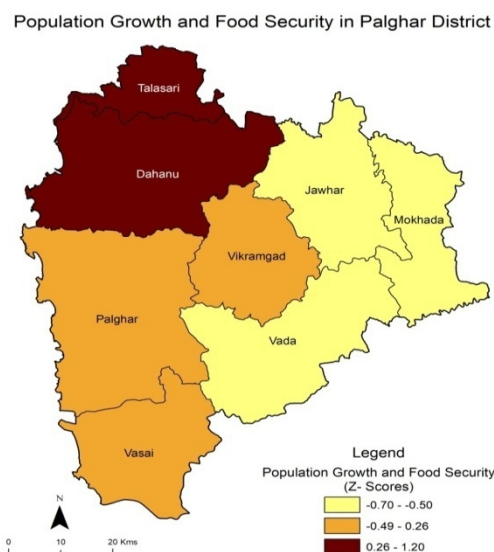 Population Growth and Food Security in Palghar District
Talasari
Dahanu
Jawhar
Mokhada
Vikramgad
Palghar
Vada
Vasai
Legend
Population Growth and Food Security
(Z- Scores)
-0.70 - -0.50
-0.49 - 0.26
0.26 - 1.20
N
0 10 20 Kms